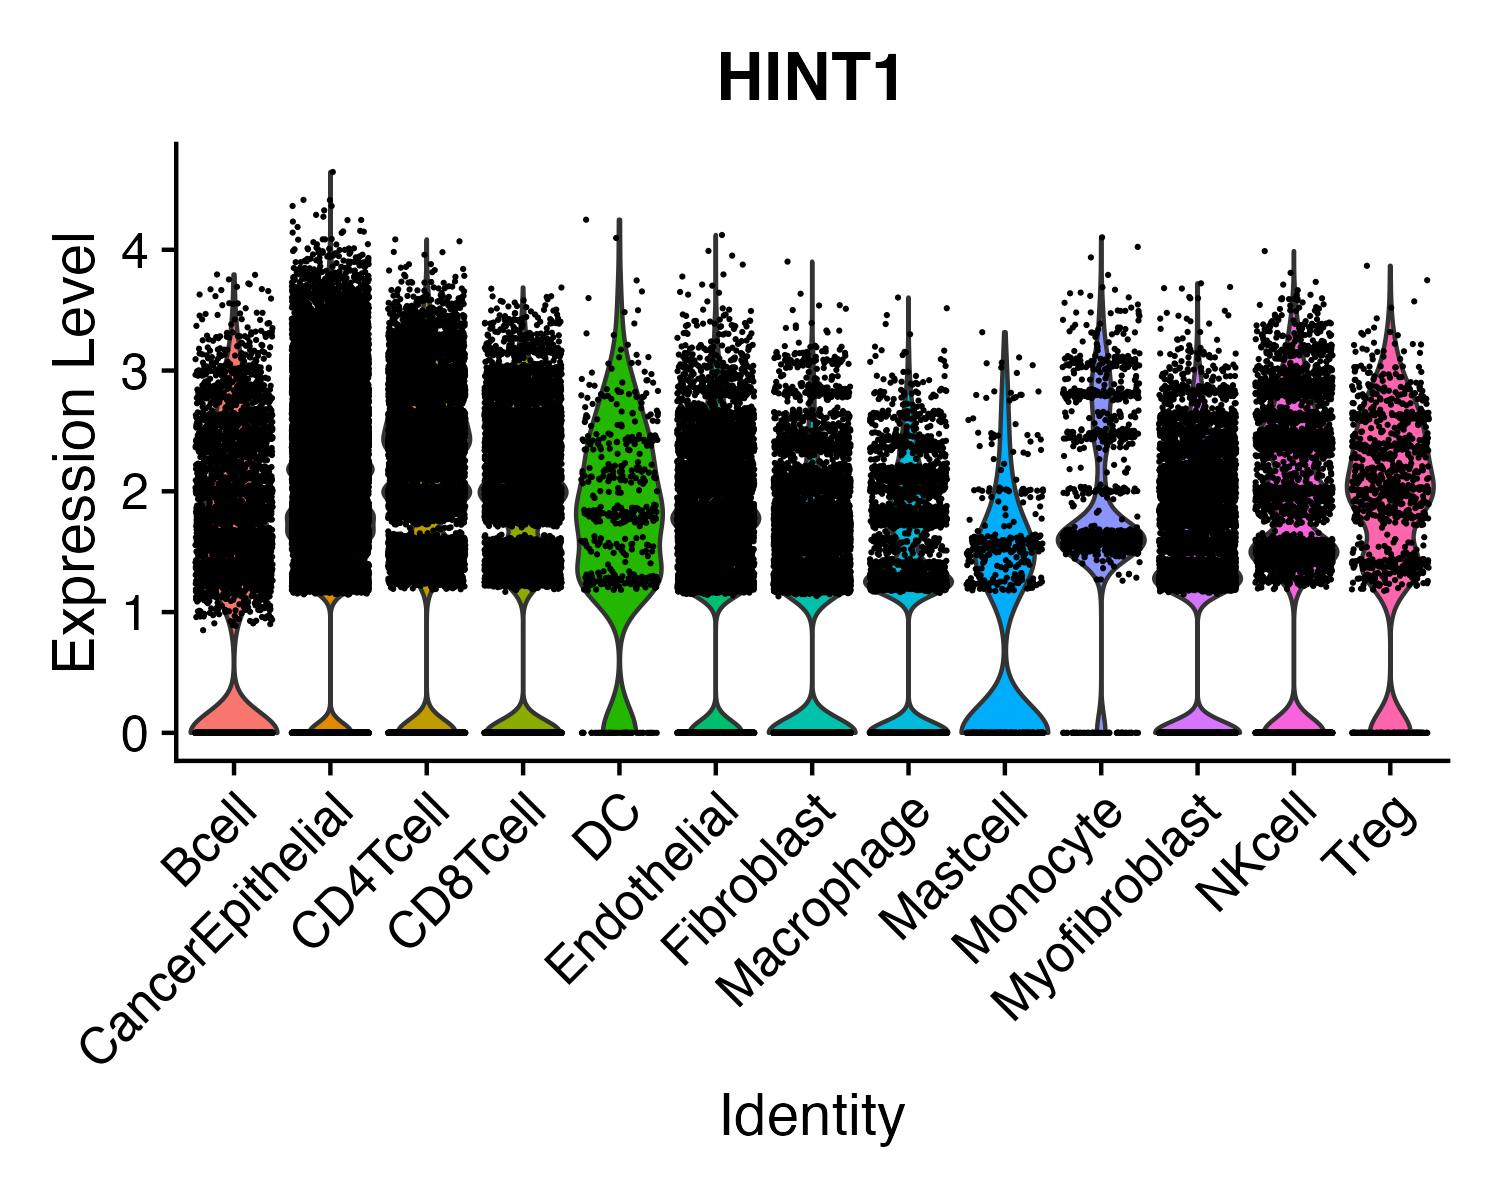 HINT1
Expression Level
4
3
2
1
0
Bcell
CancerEpithelial
CD4Tcell
CD8Tcell
DC
Endothelial
Fibroblast
Macrophage
Mastcell
Monocyte
Myofibroblast
NKcell
Treg
Identity